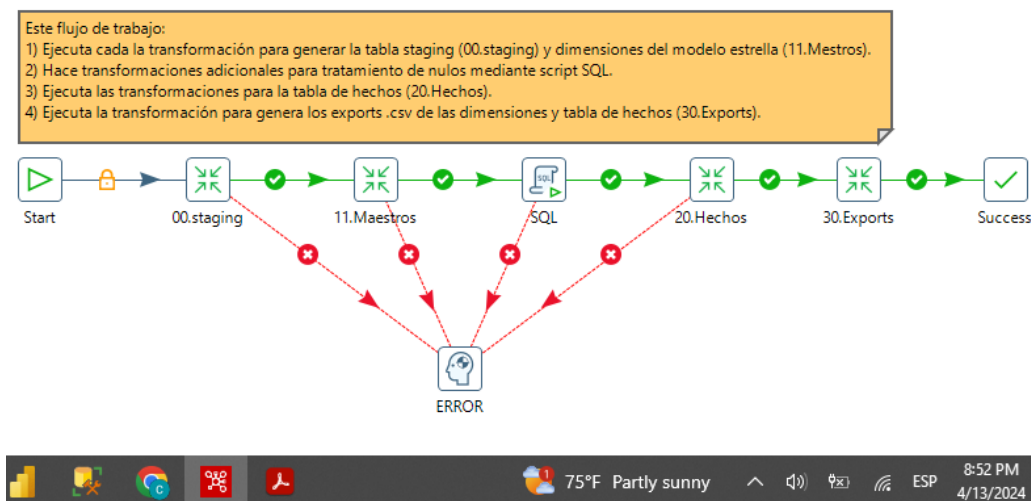 Este flujo de trabajo:
1) Ejecuta cada la transformación para generar la tabla staging (00.staging) y dimensiones del modelo estrella (11.Mestros).
2) Hace transformaciones adicionales para tratamiento de nulos mediante script SQL.
3) Ejecuta las transformaciones para la tabla de hechos (20.Hechos).
4) Ejecuta la transformación para genera los exports .csv de las dimensiones y tabla de hechos (30.Exports).
SQL
Start
00.staging
11.Maestros
SQL
20.Hechos
30.Exports
Success
ERROR
C
1
75°F Partly sunny
ESP
8:52 PM
4/13/2024